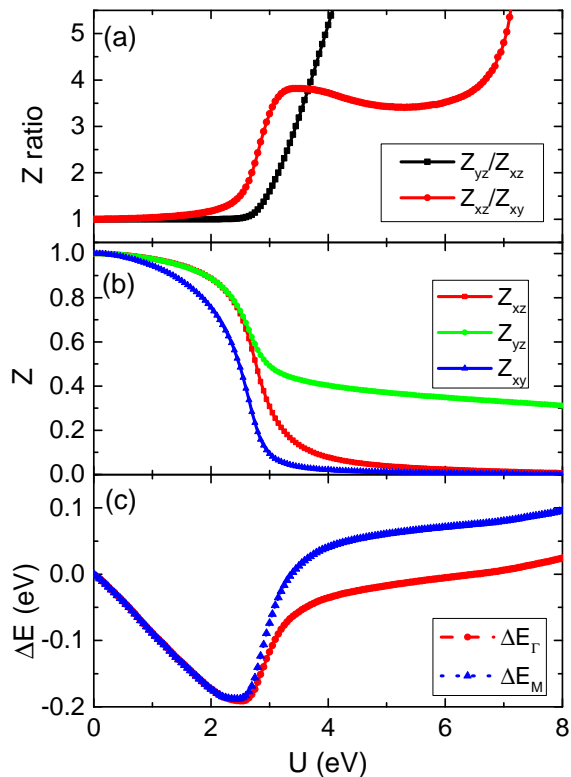 (a)
5
4
3
2
1
Z ratio
Z_yz/Z_xz
Z_xz/Z_xy
(b)
1.0
0.8
0.6
0.4
0.2
0.0
Z
Z_xz
Z_yz
Z_xy
(c)
0.1
0.0
-0.1
-0.2
ΔE (eV)
ΔE_Γ
ΔE_M
0 2 4 6 8
U (eV)